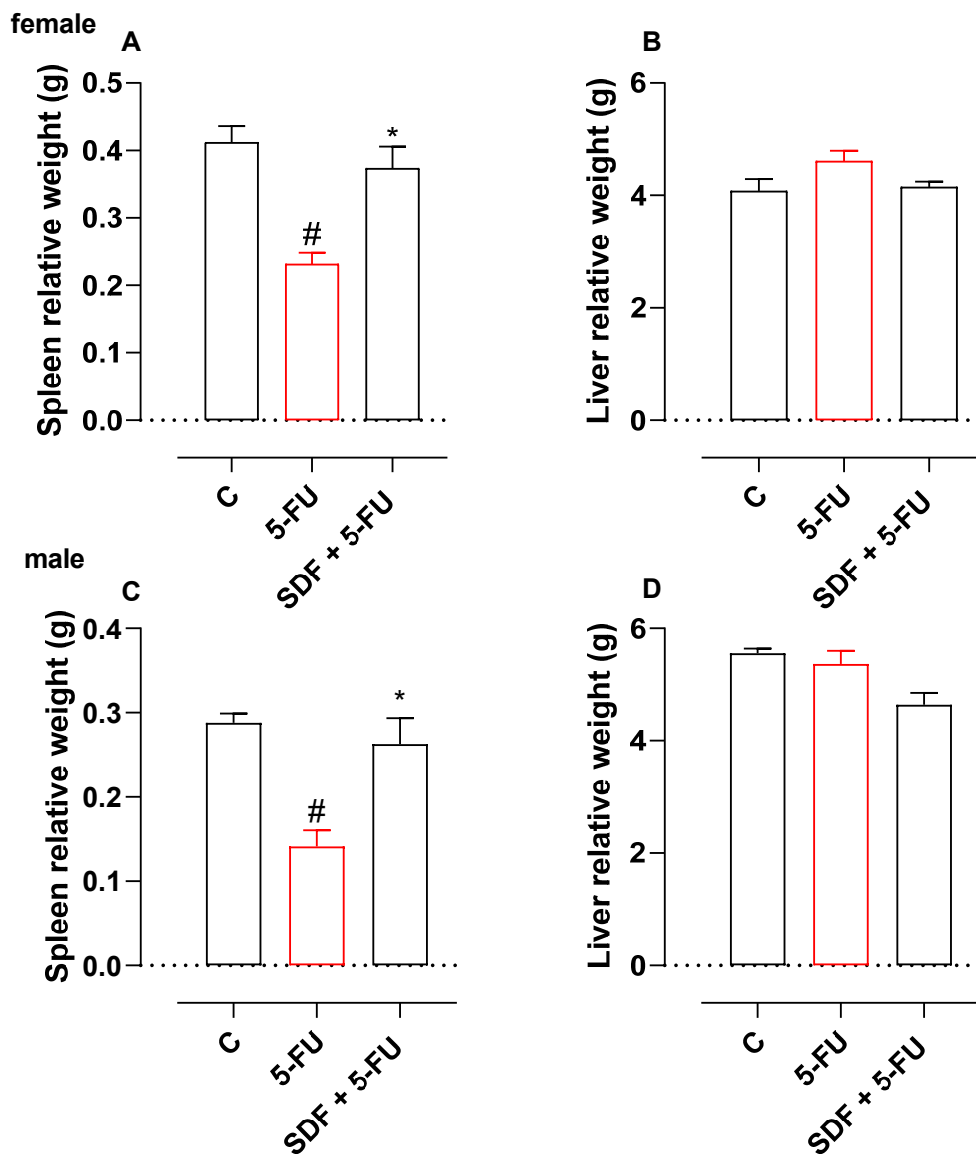 female
A
Spleen relative weight (g)
0.5
0.4
0.3
0.2
0.1
0.0
#
*
C
5-FU
SDF + 5-FU
B
Liver relative weight (g)
6
4
2
0
C
5-FU
SDF + 5-FU
male
C
Spleen relative weight (g)
0.4
0.3
0.2
0.1
0.0
#
*
C
5-FU
SDF + 5-FU
D
Liver relative weight (g)
6
4
2
0
C
5-FU
SDF + 5-FU